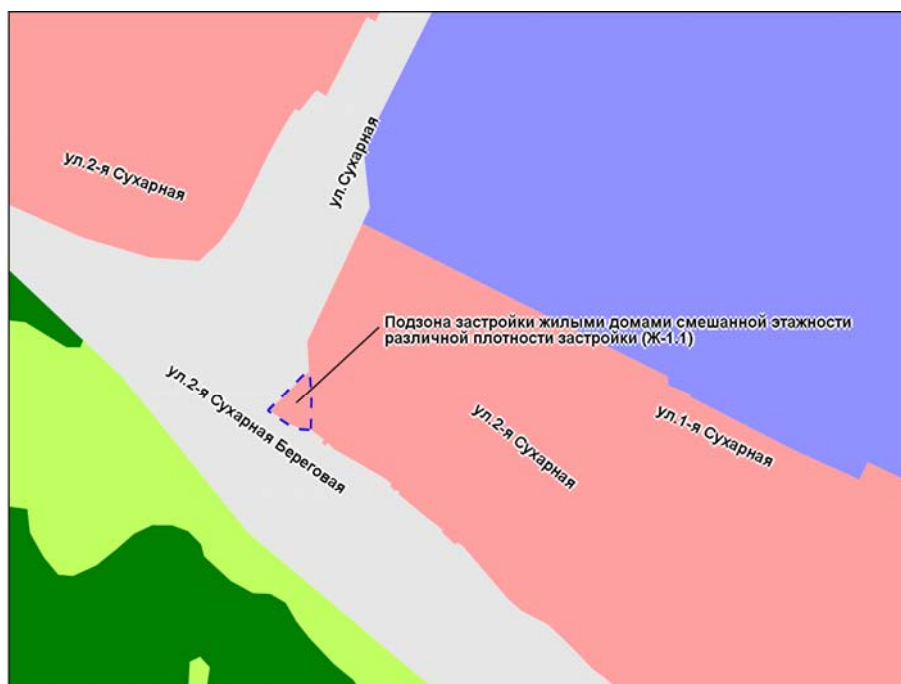 ул.Сухарная
ул.2-я Сухарная
Подзона застройки жилыми домами смешанной этажности
различной плотности застройки (Ж-1.1)
ул.2-я Сухарная Береговая
ул.2-я Сухарная
ул.1-я Сухарная